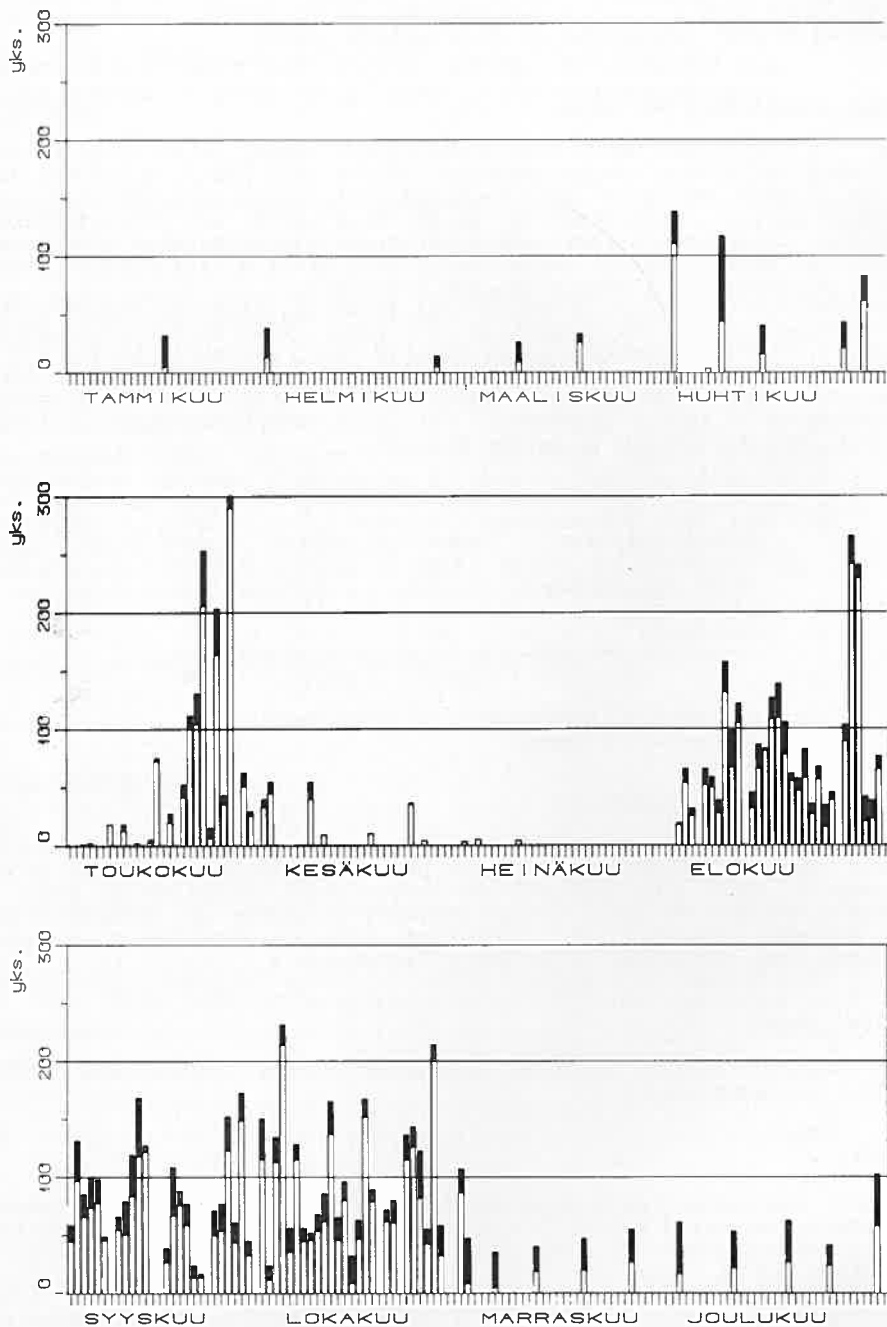 yks.
300
200
100
0
TAMMIKUU HELMIKUU MAALISKUU HUHTIKUU
yks.
300
200
100
0
TOUKOKUU KESÄKUU HEINÄKUU ELOKUU
yks.
300
200
100
0
SYYSKUU LOKAKUU MARRASKUU JOULUKUU